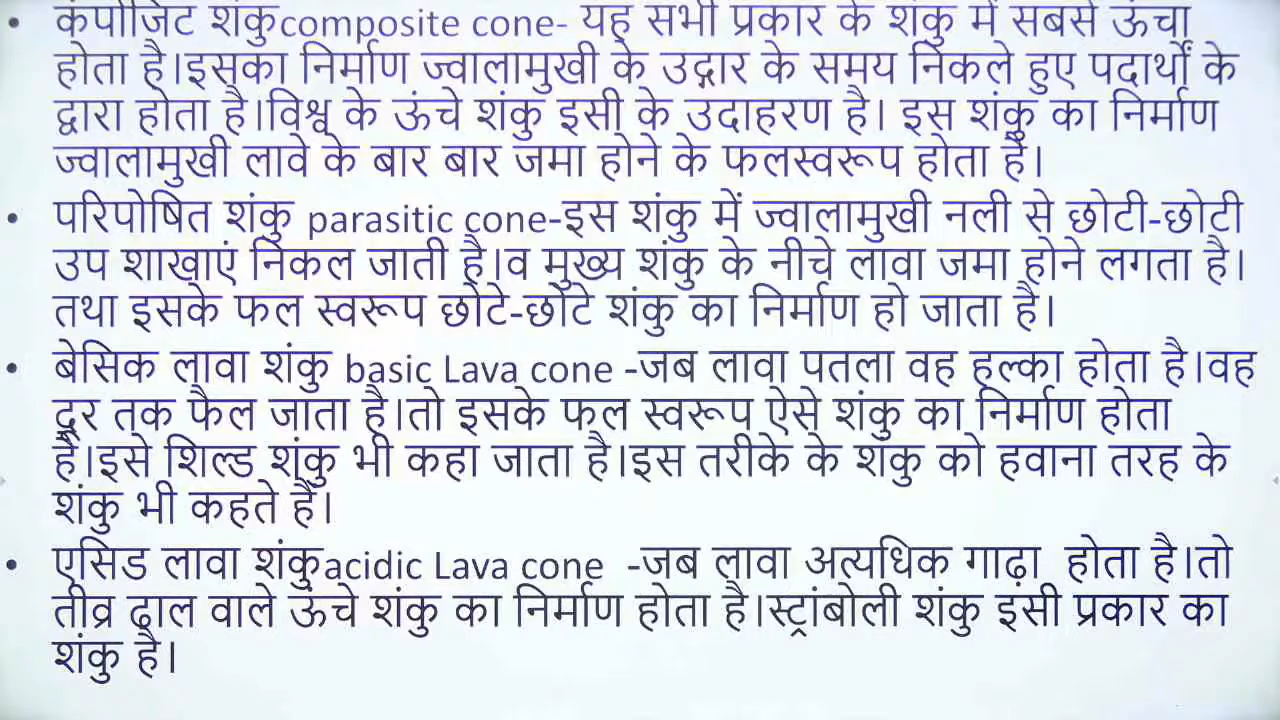 • कंपोजिट शंकुcomposite cone- यह सभी प्रकार के शंकु में सबसे ऊंचा
होता है।इसका निर्माण ज्वालामुखी के उद्गार के समय निकले हुए पदार्थों के
द्वारा होता है।विश्व के ऊंचे शंकु इसी के उदाहरण है। इस शंकु का निर्माण
ज्वालामुखी लावे के बार बार जमा होने के फलस्वरूप होता है।
• परिपोषित शंकु parasitic cone-इस शंकु में ज्वालामुखी नली से छोटी-छोटी
उप शाखाएं निकल जाती है।व मुख्य शंकु के नीचे लावा जमा होने लगता है।
तथा इसके फल स्वरूप छोटे-छोटे शंकु का निर्माण हो जाता है।
• बेसिक लावा शंकु basic Lava cone -जब लावा पतला वह हल्का होता है।वह
दूर तक फैल जाता है।तो इसके फल स्वरूप ऐसे शंकु का निर्माण होता
है।इसे शिल्ड शंकु भी कहा जाता है।इस तरीके के शंकु को हवाना तरह के
शंकु भी कहते हैं।
• एसिड लावा शंकुacidic Lava cone -जब लावा अत्यधिक गाढ़ा होता है।तो
तीव्र ढाल वाले ऊंचे शंकु का निर्माण होता है।स्ट्रांबोली शंकु इसी प्रकार का
शंकु है।